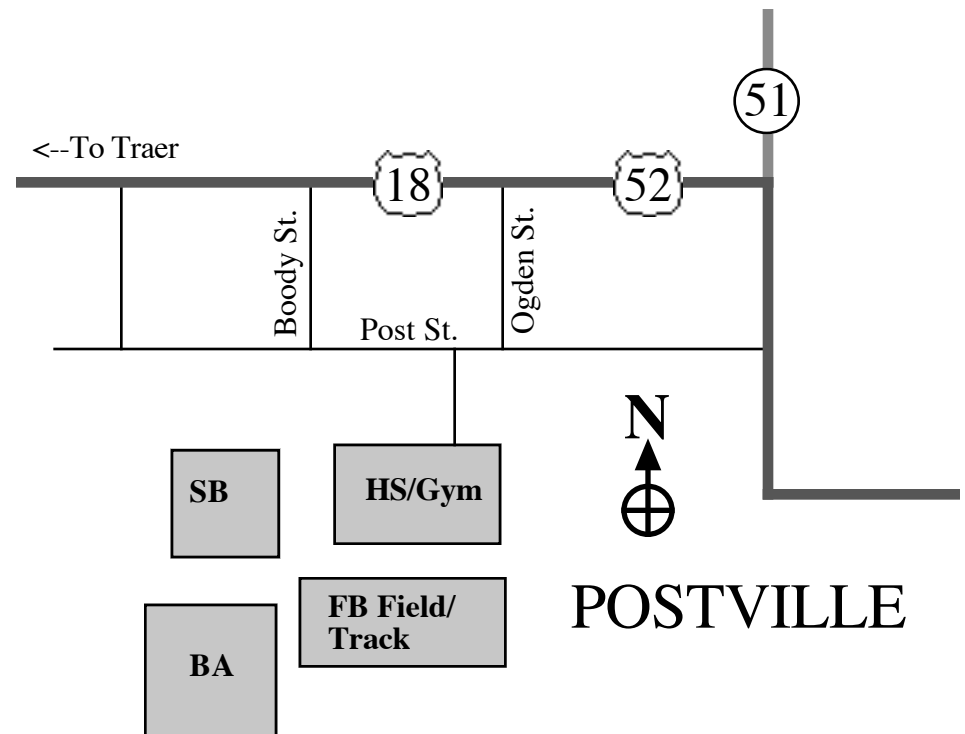 51
<--To Traer
18
52
Boody St.
Ogden St.
Post St.
N
SB
HS/Gym
FB Field/
Track
POSTVILLE
BA